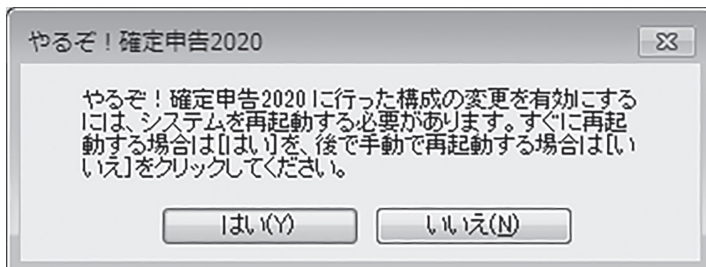 やるぞ！確定申告2020
やるぞ！確定申告2020 に行った構成の変更を有効にする
には、システムを再起動する必要があります。すぐに再起
動する場合は[はい]を、後で手動で再起動する場合は[い
いえ]をクリックしてください。
はい(Y)
いいえ(N)